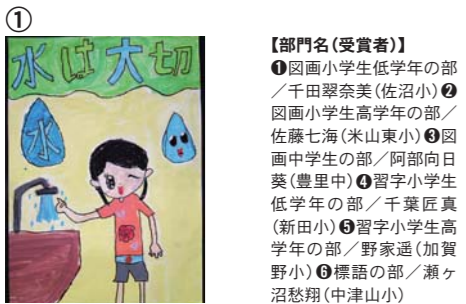 ①
水は大切
水
【部門名(受賞者)】
❶図画小学生低学年の部
／千田翠奈美(佐沼小)❷
図画小学生高学年の部／
佐藤七海(米山東小)❸図
画中学生の部／阿部向日
葵(豊里中)❹習字小学生
低学年の部／千葉匠真
(新田小)❺習字小学生高
学年の部／野家遥(加賀
野小)❻標語の部／瀬ヶ
沼愁翔(中津山小)